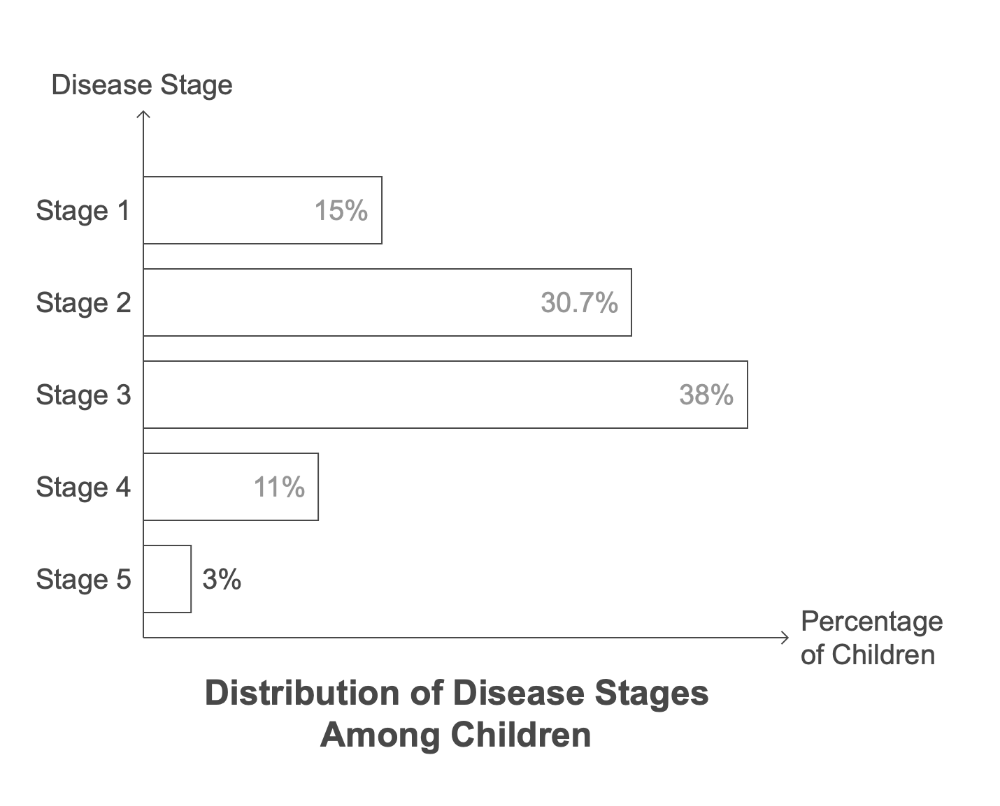 Disease Stage
Stage 1
15%
Stage 2
30.7%
Stage 3
38%
Stage 4
11%
Stage 5
3%
Percentage
of Children
Distribution of Disease Stages
Among Children